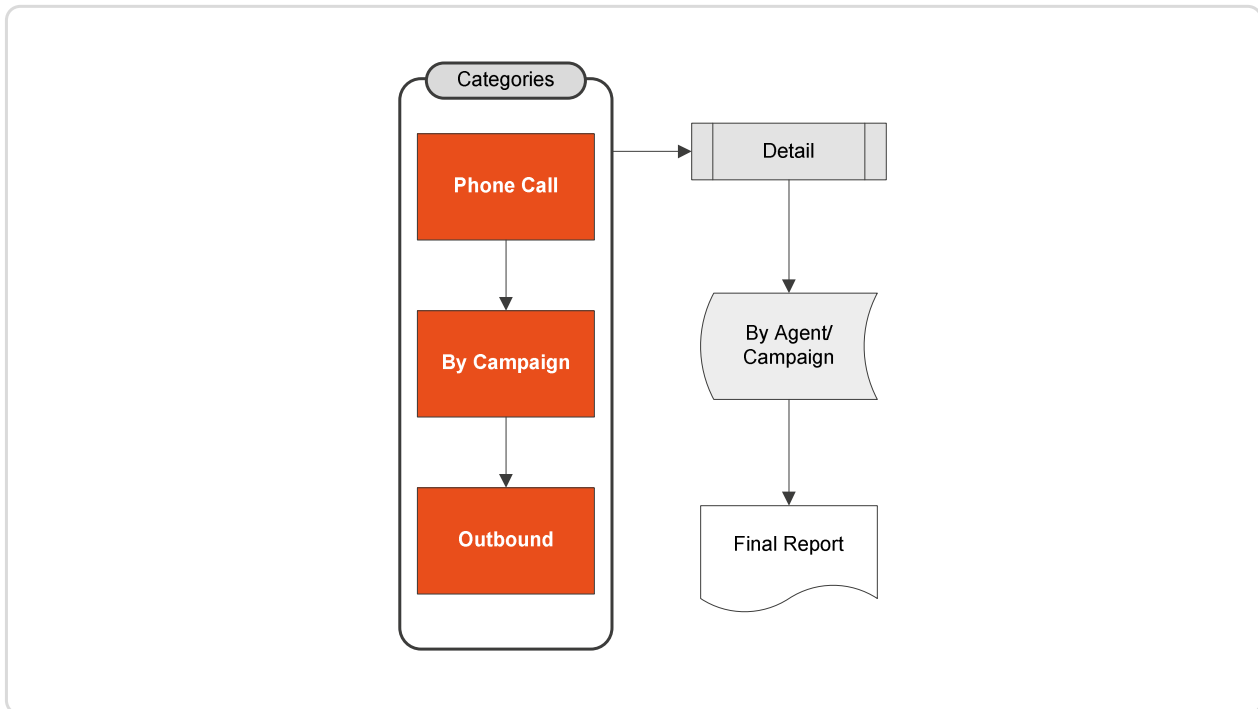 Categories
Phone Call
By Campaign
Outbound
Detail
By Agent/
Campaign
Final Report